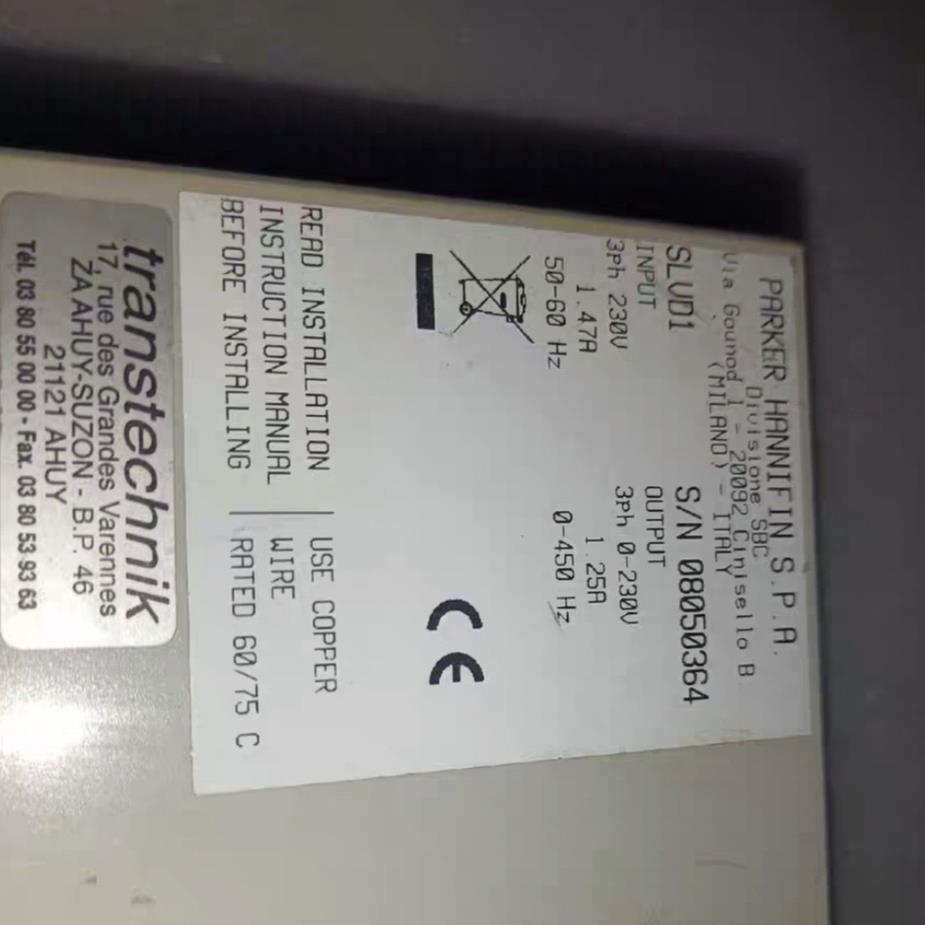 PARKER HANNIFIN S.P.A.
Divisione SBC
Via Gounod 1 - 20092 Cinisello B.
(MILANO) - ITALY
SLVD1 S/N 08050364
INPUT OUTPUT
3ph 230V 3ph 0-230V
1.47A 1.25A
50-60 Hz 0-450 Hz
CE
READ INSTALLATION | USE COPPER
INSTRUCTION MANUAL | WIRE
BEFORE INSTALLING | RATED 60/75 C
transtechnik
17, rue des Grandes Varennes
ZA AHUY-SUZON - B.P. 46
21121 AHUY
Tél. 03 80 55 00 00 - Fax. 03 80 53 93 63